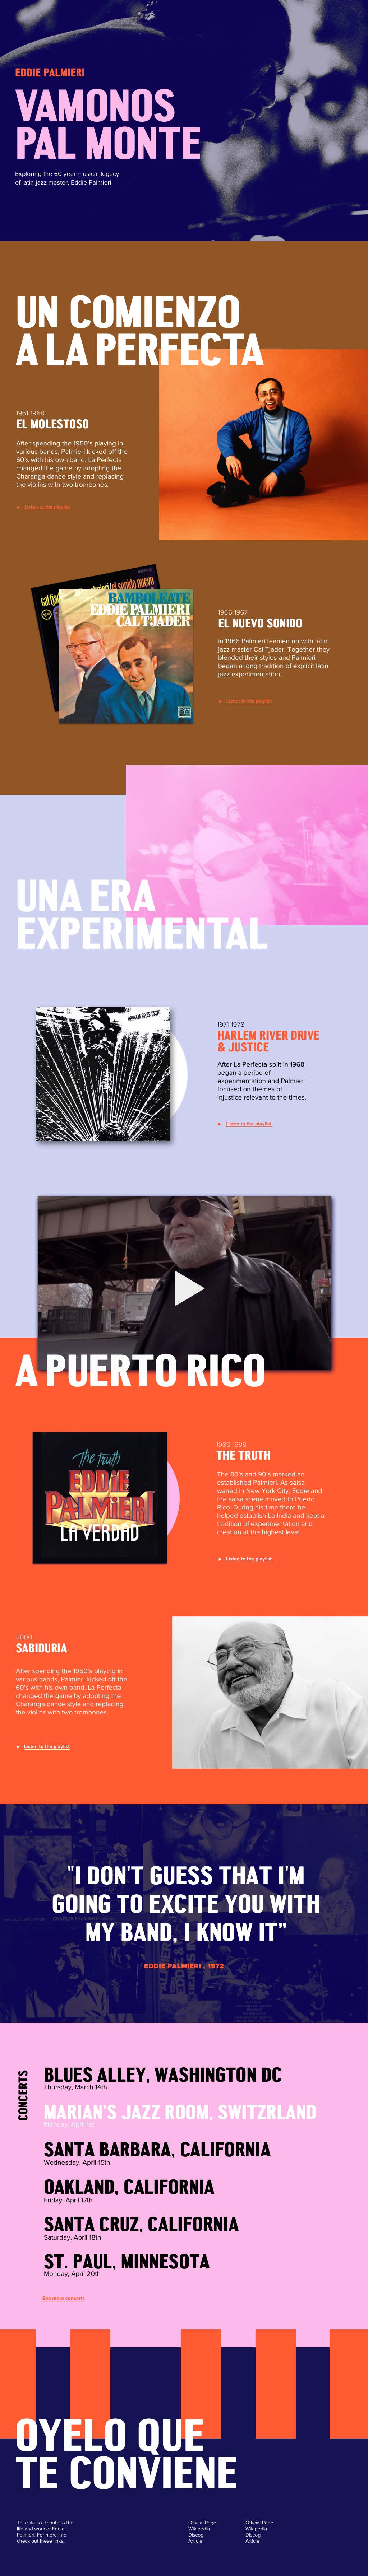 EDDIE PALMIERI
VAMONOS
PAL MONTE
Exploring the 60 year musical legacy
of latin jazz master, Eddie Palmieri
UN COMIENZO
A LA PERFECTA
1961-1968
EL MOLESTOSO
After spending the 1950's playing in
various bands, Palmieri kicked off the
60's with his own band. La Perfecta
changed the game by adopting the
Charanga dance style and replacing
the violins with two trombones.
Listen to the playlist
cal tjader
el sonido nuevo
BAMBOLEATE
EDDIE PALMIERI
CAL TJADER
1966-1967
EL NUEVO SONIDO
In 1966 Palmieri teamed up with latin
jazz master Cal Tjader. Together they
blended their styles and Palmieri
began a long tradition of explicit latin
jazz experimentation.
Listen to the playlist
UNA ERA
EXPERIMENTAL
HARLEM RIVER DRIVE
1971-1978
HARLEM RIVER DRIVE
& JUSTICE
After La Perfecta split in 1968
began a period of
experimentation and Palmieri
focused on themes of
injustice relevant to the times.
Listen to the playlist
A PUERTO RICO
The truth
EDDIE
PALMIERI
LA VERDAD
1980-1999
THE TRUTH
The 80's and 90's marked an
established Palmieri. As salsa
waned in New York City, Eddie and
the salsa scene moved to Puerto
Rico. During his time there he
helped establish La India and kept a
tradition of experimentation and
creation at the highest level.
Listen to the playlist
2000 -
SABIDURIA
After spending the 1950's playing in
various bands, Palmieri kicked off the
60's with his own band. La Perfecta
changed the game by adopting the
Charanga dance style and replacing
the violins with two trombones.
Listen to the playlist
"I DON'T GUESS THAT I'M
GOING TO EXCITE YOU WITH
MY BAND, I KNOW IT"
EDDIE PALMIERI , 1972
CONCERTS
BLUES ALLEY, WASHINGTON DC
Thursday, March 14th
MARIAN'S JAZZ ROOM, SWITZRLAND
Monday, April 1st
SANTA BARBARA, CALIFORNIA
Wednesday, April 15th
OAKLAND, CALIFORNIA
Friday, April 17th
SANTA CRUZ, CALIFORNIA
Saturday, April 18th
ST. PAUL, MINNESOTA
Monday, April 20th
See more concerts
OYELO QUE
TE CONVIENE
This site is a tribute to the
life and work of Eddie
Palmieri. For more info
check out these links.
Official Page
Wikipedia
Discog
Article
Official Page
Wikipedia
Discog
Article